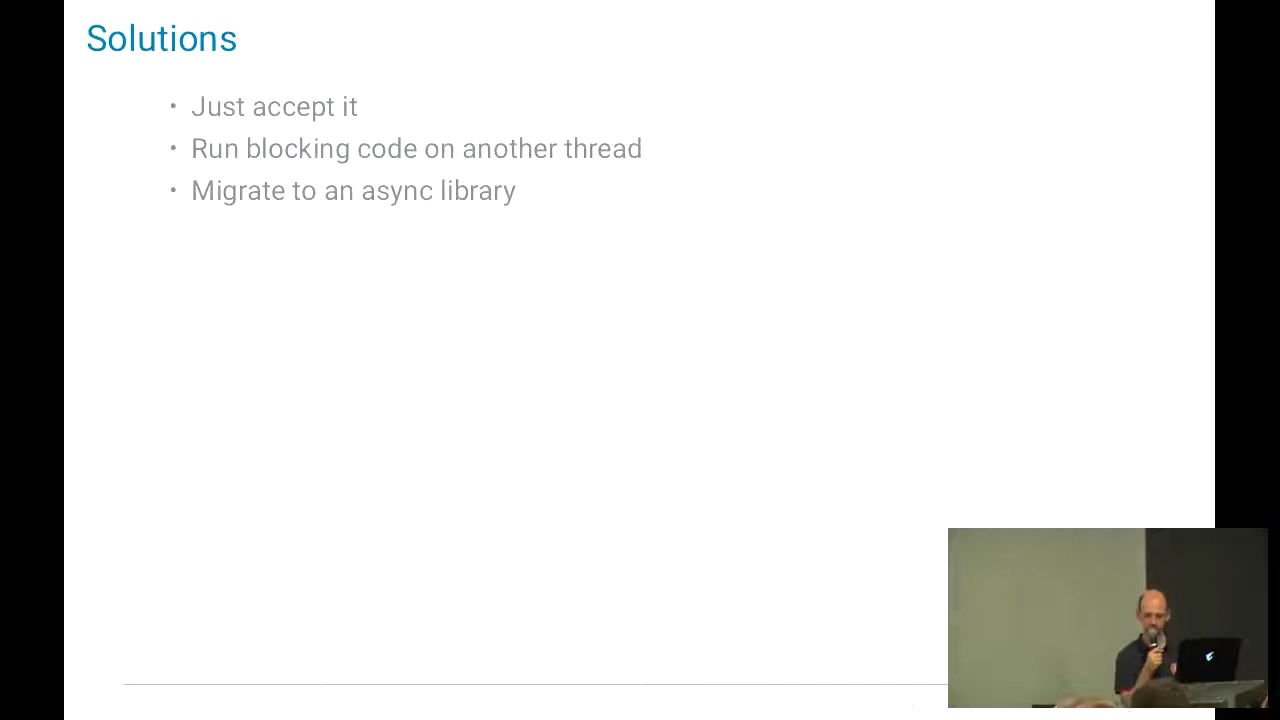 Solutions
• Just accept it
• Run blocking code on another thread
• Migrate to an async library